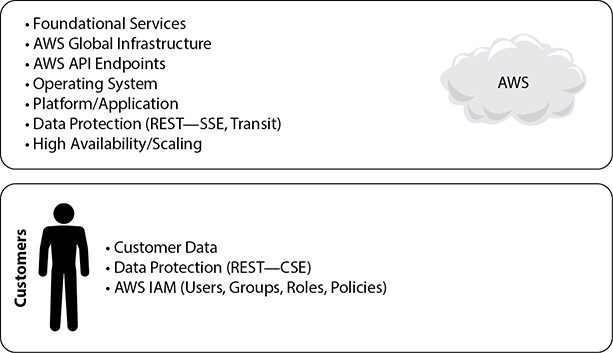 • Foundational Services
• AWS Global Infrastructure
• AWS API Endpoints
• Operating System
• Platform/Application
• Data Protection (REST—SSE, Transit)
• High Availability/Scaling
AWS
Customers
• Customer Data
• Data Protection (REST—CSE)
• AWS IAM (Users, Groups, Roles, Policies)